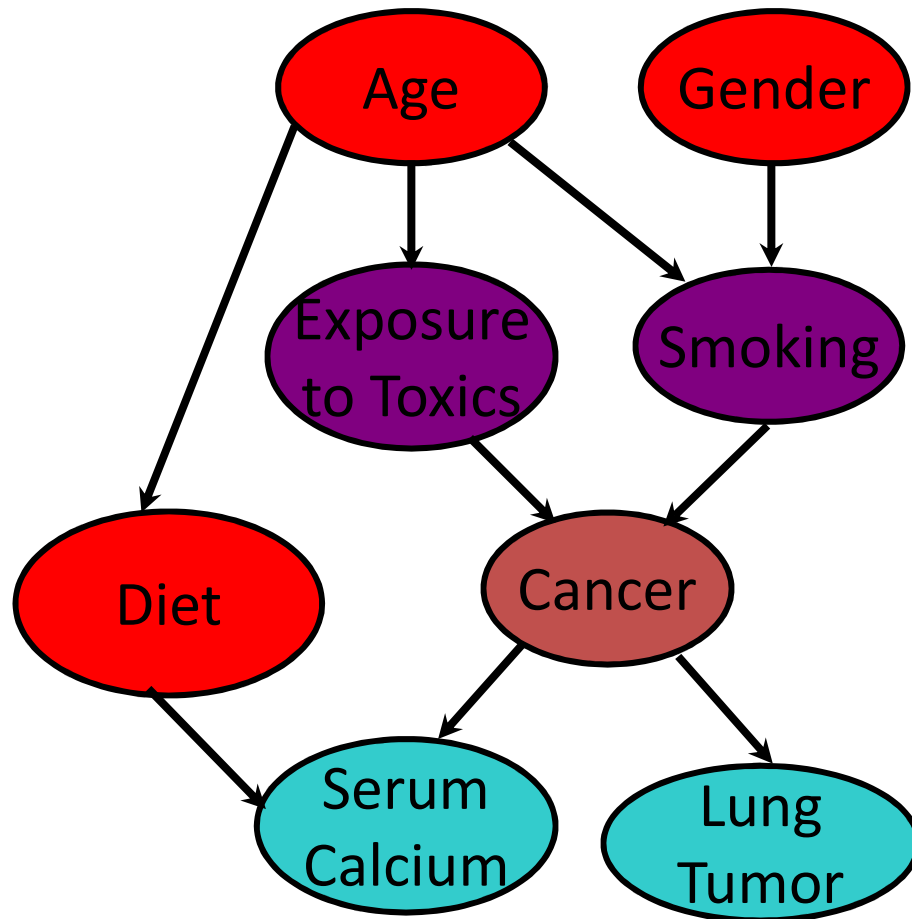 Age
Gender
Exposure
to Toxics
Smoking
Diet
Cancer
Serum
Calcium
Lung
Tumor